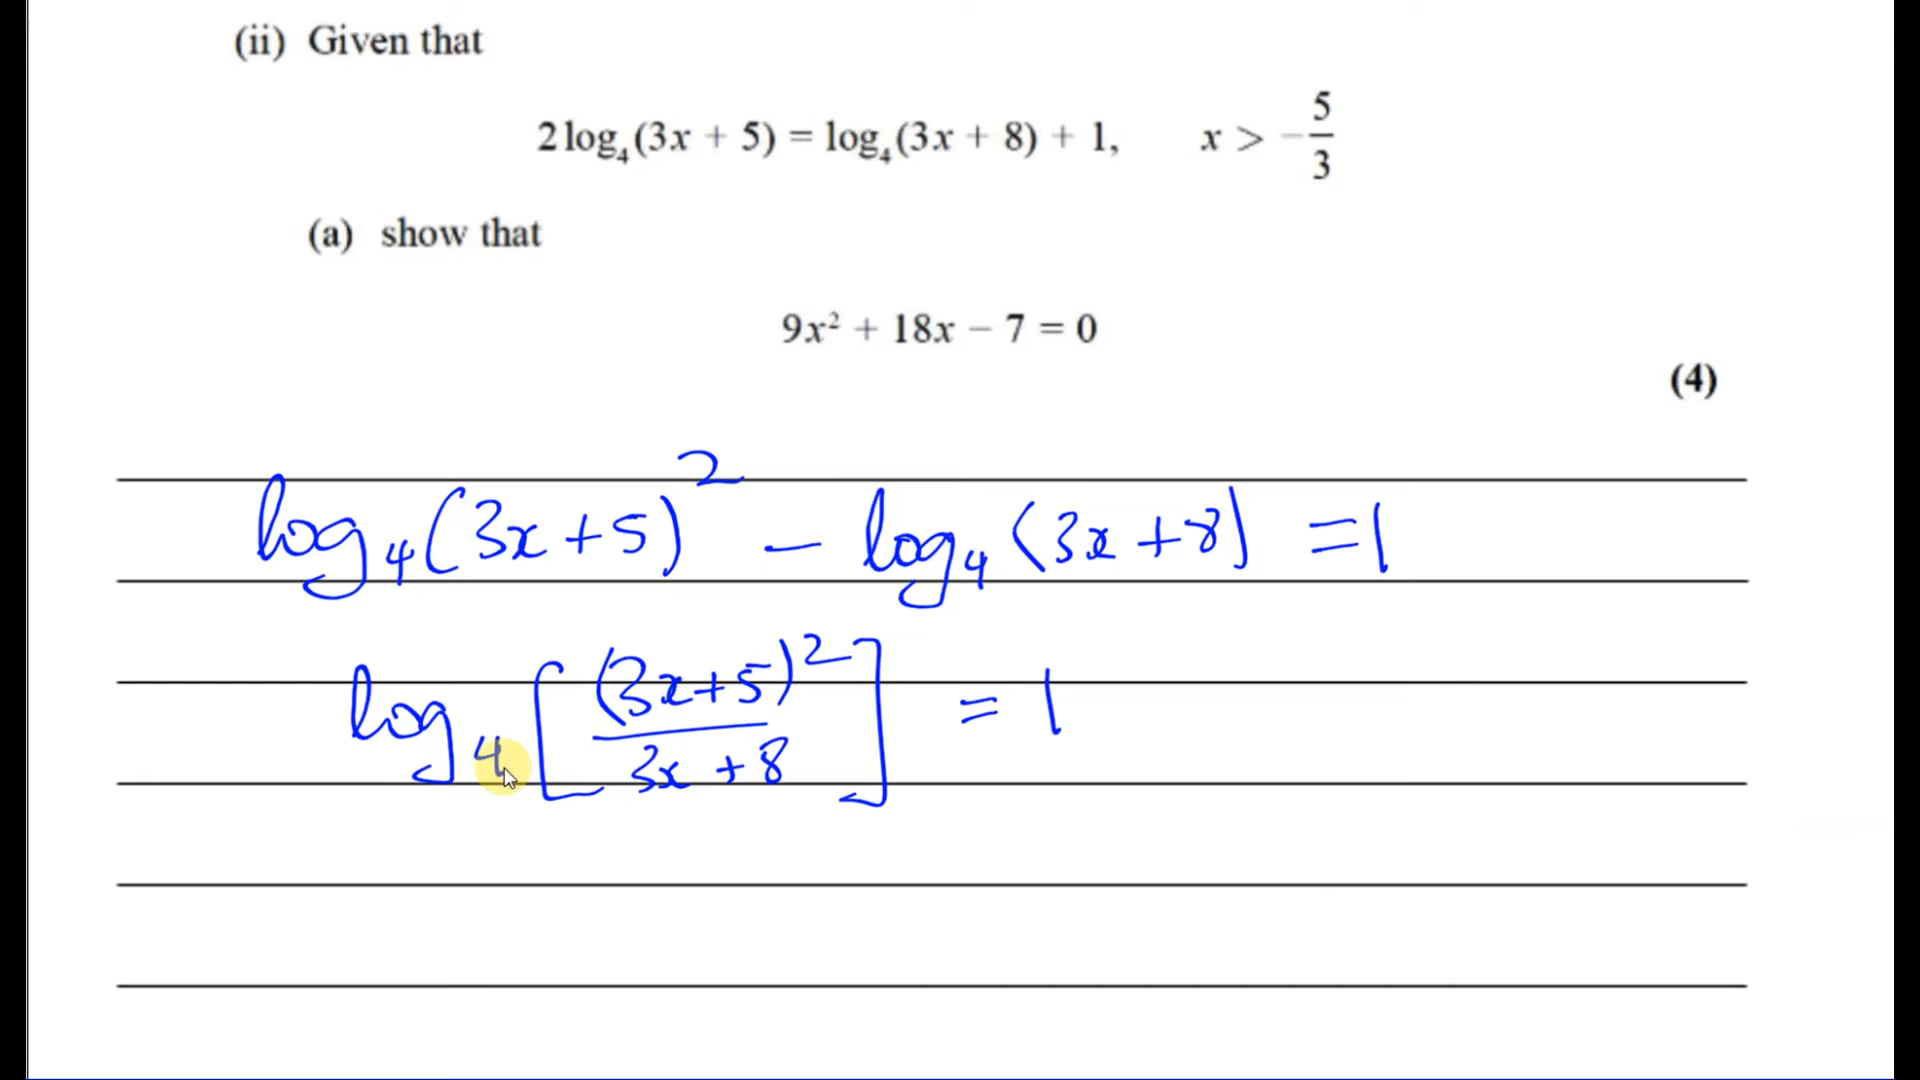 (ii) Given that
2 log₄(3x + 5) = log₄(3x + 8) + 1, x > −5/3
(a) show that
9x² + 18x − 7 = 0
(4)
log₄(3x+5)² − log₄(3x+8) = 1
log₄[(3x+5)²/3x+8] = 1